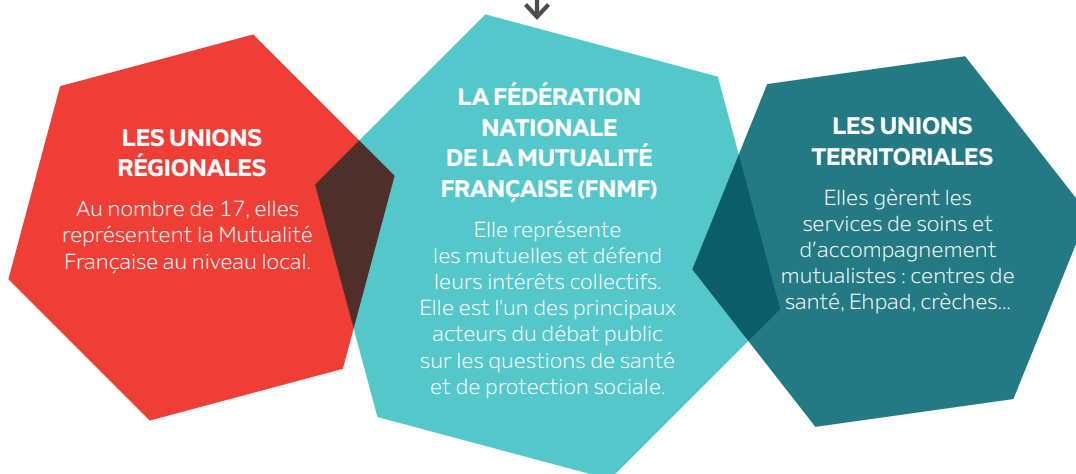 LES UNIONS
RÉGIONALES
Au nombre de 17, elles
représentent la Mutualité
Française au niveau local.
LA FÉDÉRATION
NATIONALE
DE LA MUTUALITÉ
FRANÇAISE (FNMF)
Elle représente
les mutuelles et défend
leurs intérêts collectifs.
Elle est l'un des principaux
acteurs du débat public
sur les questions de santé
et de protection sociale.
LES UNIONS
TERRITORIALES
Elles gèrent les
services de soins et
d'accompagnement
mutualistes : centres de
santé, Ehpad, crèches...